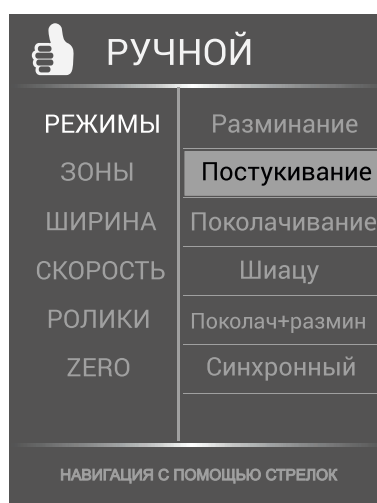 РУЧНОЙ
РЕЖИМЫ
ЗОНЫ
ШИРИНА
СКОРОСТЬ
РОЛИКИ
ZERO
Разминание
Постукивание
Поколачивание
Шиацу
Поколач+размин
Синхронный
НАВИГАЦИЯ С ПОМОЩЬЮ СТРЕЛОК